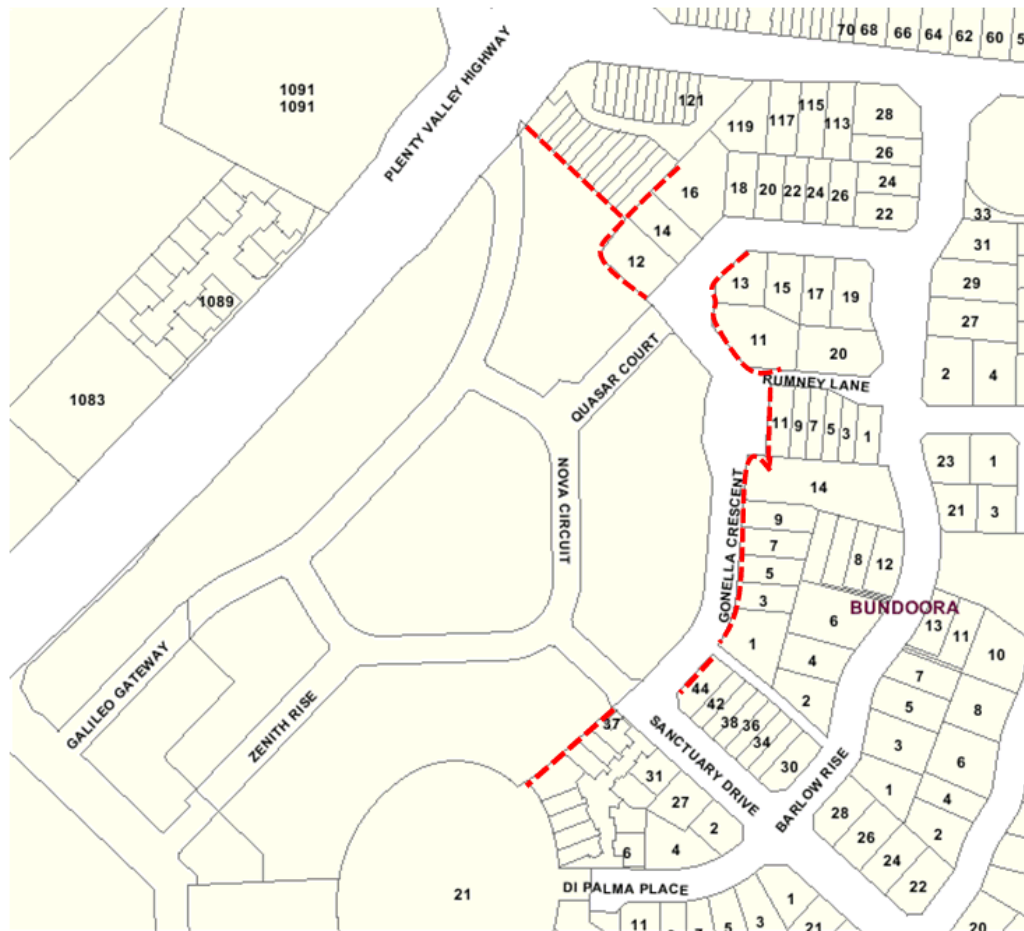 70 68 66 64 62 60 5
1091
1091
PLENTY VALLEY HIGHWAY
121
119 117 115 113 28
26
16 18 20 22 24 26 24
22
14
12
33
31
29
27
2 4
13 15 17 19
11 20
1089
1083
QUASAR COURT
RUMNEY LANE
11 9 7 5 3 1
23 1
21 3
14
NOVA CIRCUIT
GONELLA CRESCENT
9
7
5
3
1
8 12
BUNDOORA
6
4
2
13 11 10
7
5
3
1
8
6
4
2
GALILEO GATEWAY
ZENITH RISE
44
42
38 36
34
30
37
SANCTUARY DRIVE
BARLOW RISE
31
27
2
4
6
28
26
24
22
21
DI PALMA PLACE
11 5 3 1 21 20